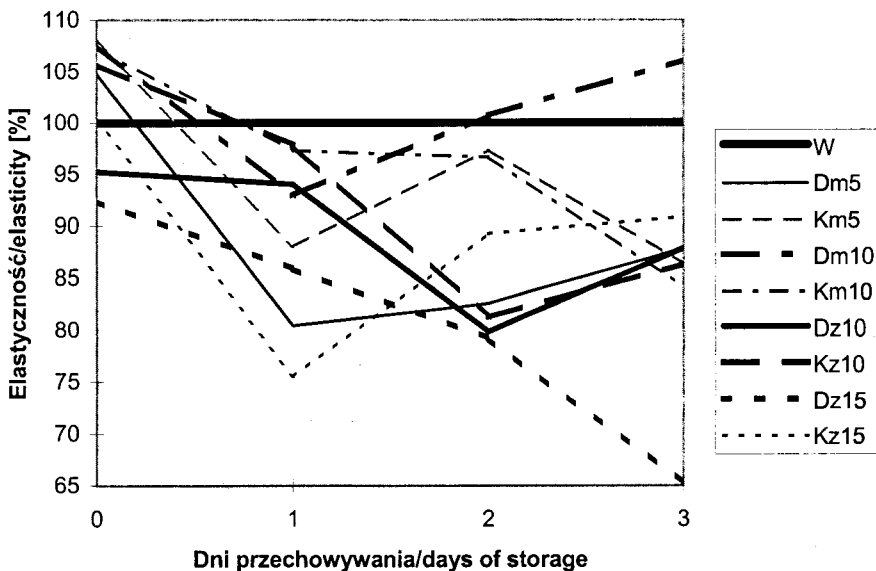 Elastyczność/elasticity [%]
110
105
100
95
90
85
80
75
70
65
0
1
2
3
Dni przechowywania/days of storage
W
Dm5
Km5
Dm10
Km10
Dz10
Kz10
Dz15
Kz15